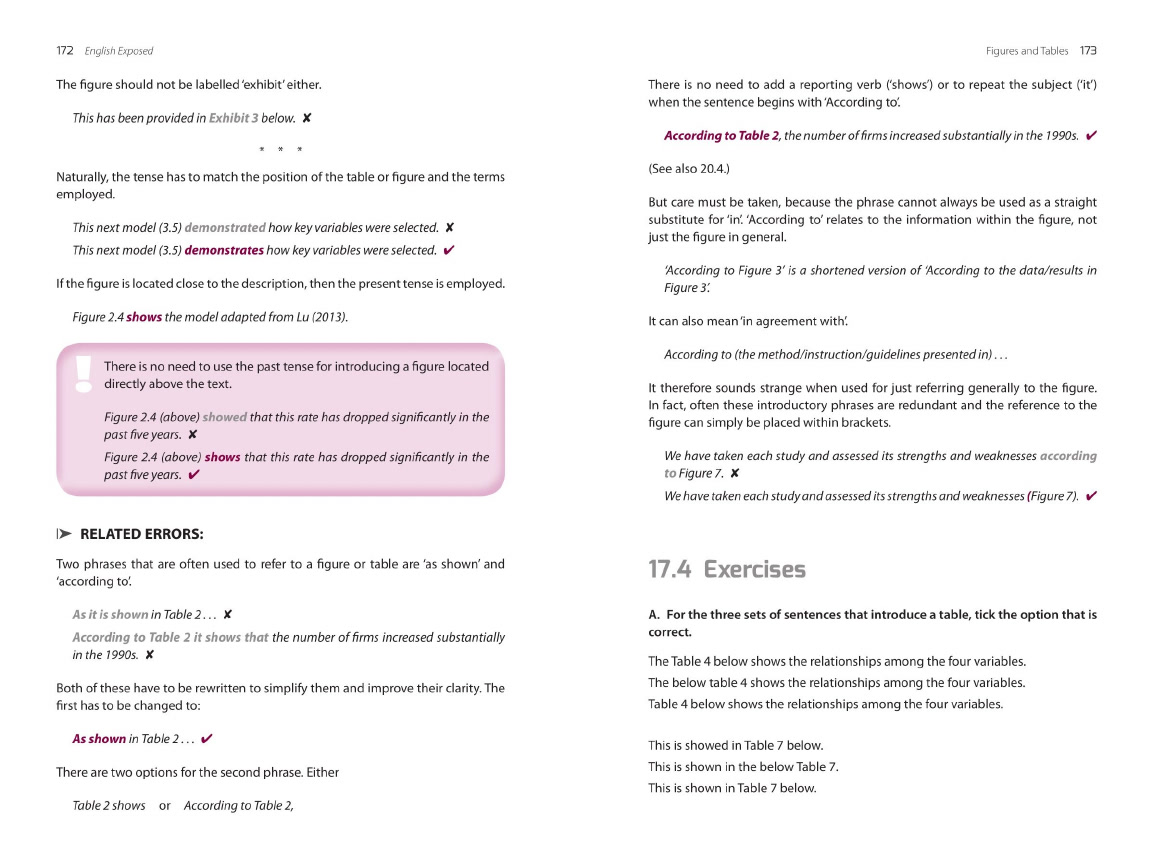 172 English Exposed
The figure should not be labelled ‘exhibit’ either.
This has been provided in Exhibit 3 below. ✘
* * *
Naturally, the tense has to match the position of the table or figure and the terms
employed.
This next model (3.5) demonstrated how key variables were selected. ✘
This next model (3.5) demonstrates how key variables were selected. ✔
If the figure is located close to the description, then the present tense is employed.
Figure 2.4 shows the model adapted from Lu (2013).
! There is no need to use the past tense for introducing a figure located
directly above the text.
Figure 2.4 (above) showed that this rate has dropped significantly in the
past five years. ✘
Figure 2.4 (above) shows that this rate has dropped significantly in the
past five years. ✔
RELATED ERRORS:
Two phrases that are often used to refer to a figure or table are ‘as shown’ and
‘according to’.
As it is shown in Table 2 . . . ✘
According to Table 2 it shows that the number of firms increased substantially
in the 1990s. ✘
Both of these have to be rewritten to simplify them and improve their clarity. The
first has to be changed to:
As shown in Table 2 . . . ✔
There are two options for the second phrase. Either
Table 2 shows or According to Table 2,
Figures and Tables 173
There is no need to add a reporting verb (‘shows’) or to repeat the subject (‘it’)
when the sentence begins with ‘According to’.
According to Table 2, the number of firms increased substantially in the 1990s. ✔
(See also 20.4.)
But care must be taken, because the phrase cannot always be used as a straight
substitute for ‘in’. ‘According to’ relates to the information within the figure, not
just the figure in general.
‘According to Figure 3’ is a shortened version of ‘According to the data/results in
Figure 3’.
It can also mean ‘in agreement with’.
According to (the method/instruction/guidelines presented in) . . .
It therefore sounds strange when used for just referring generally to the figure.
In fact, often these introductory phrases are redundant and the reference to the
figure can simply be placed within brackets.
We have taken each study and assessed its strengths and weaknesses according
to Figure 7. ✘
We have taken each study and assessed its strengths and weaknesses (Figure 7). ✔
17.4 Exercises
A. For the three sets of sentences that introduce a table, tick the option that is
correct.
The Table 4 below shows the relationships among the four variables.
The below table 4 shows the relationships among the four variables.
Table 4 below shows the relationships among the four variables.
This is showed in Table 7 below.
This is shown in the below Table 7.
This is shown in Table 7 below.